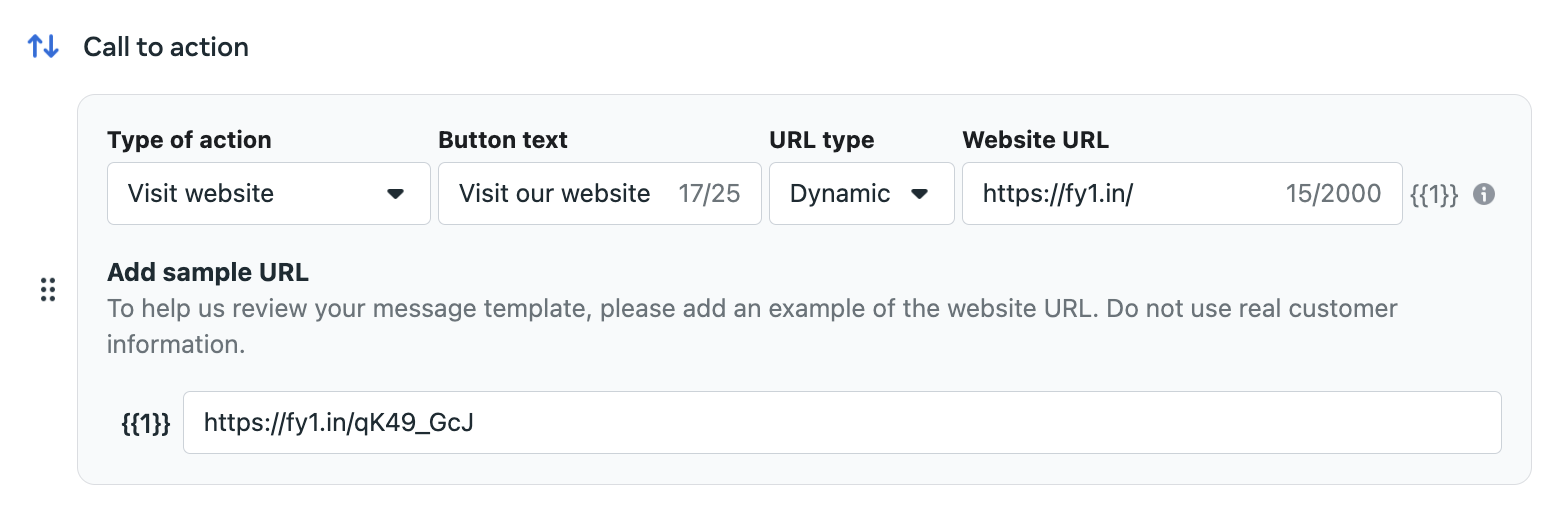 Call to action
Type of action Button text URL type Website URL
Visit website Visit our website 17/25 Dynamic https://fy1.in/ 15/2000 {{1}}
Add sample URL
To help us review your message template, please add an example of the website URL. Do not use real customer
information.
{{1}} https://fy1.in/qK49_GcJ